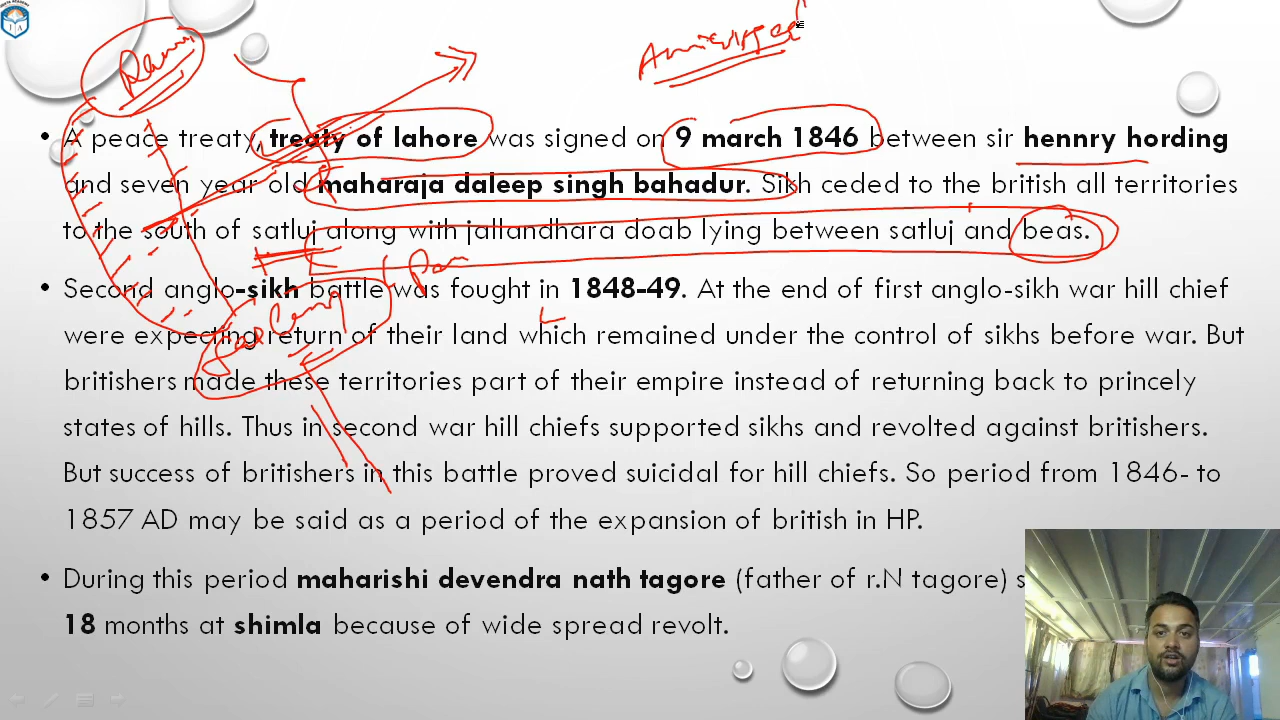 • A peace treaty, treaty of lahore was signed on 9 march 1846 between sir hennry hording
and seven year old maharaja daleep singh bahadur. Sikh ceded to the british all territories
to the south of satluj along with jallandhara doab lying between satluj and beas.
• Second anglo-sikh battle was fought in 1848-49. At the end of first anglo-sikh war hill chief
were expecting return of their land which remained under the control of sikhs before war. But
britishers made these territories part of their empire instead of returning back to princely
states of hills. Thus in second war hill chiefs supported sikhs and revolted against britishers.
But success of britishers in this battle proved suicidal for hill chiefs. So period from 1846- to
1857 AD may be said as a period of the expansion of british in HP.
• During this period maharishi devendra nath tagore (father of r.N tagore) s
18 months at shimla because of wide spread revolt.